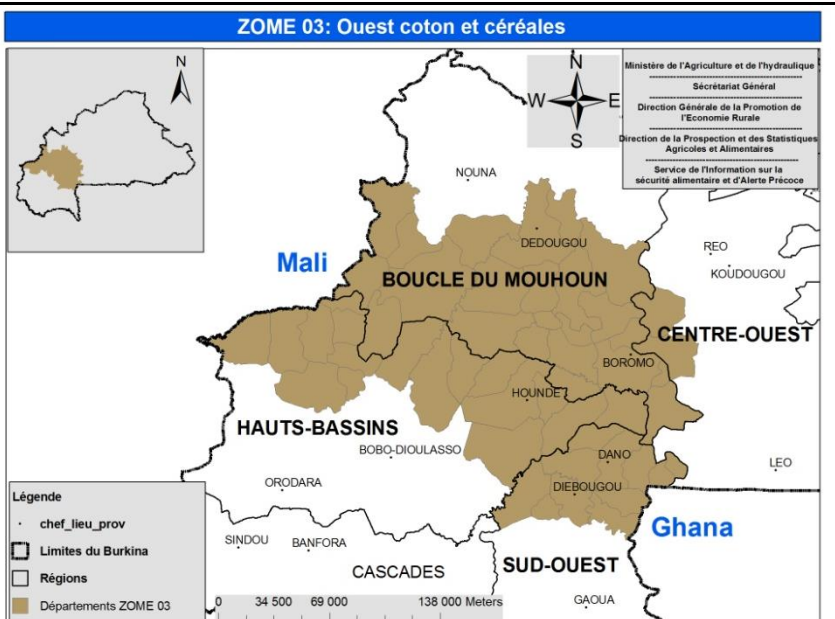 ZOME 03: Ouest coton et céréales
N
N
W
E
S
Ministère de l'Agriculture et de l'hydraulique
Sécrétariat Général
Direction Générale de la Promotion de
l'Economie Rurale
Direction de la Prospection et des Statistiques
Agricoles et Alimentaires
Service de l'Information sur la
sécurité alimentaire et d'Alerte Précoce
NOUNA
DEDOUGOU
REO
KOUDOUGOU
Mali
BOUCLE DU MOUHOUN
CENTRE-OUEST
BOROMO
HOUNDE
HAUTS-BASSINS
BOBO-DIOULASSO
DANO
LEO
ORODARA
DIEBOUGOU
Ghana
SINDOU
BANFORA
CASCADES
SUD-OUEST
GAOUA
Légende
chef_lieu_prov
Limites du Burkina
Régions
Départements ZOME 03
0 34 500 69 000 138 000 Meters